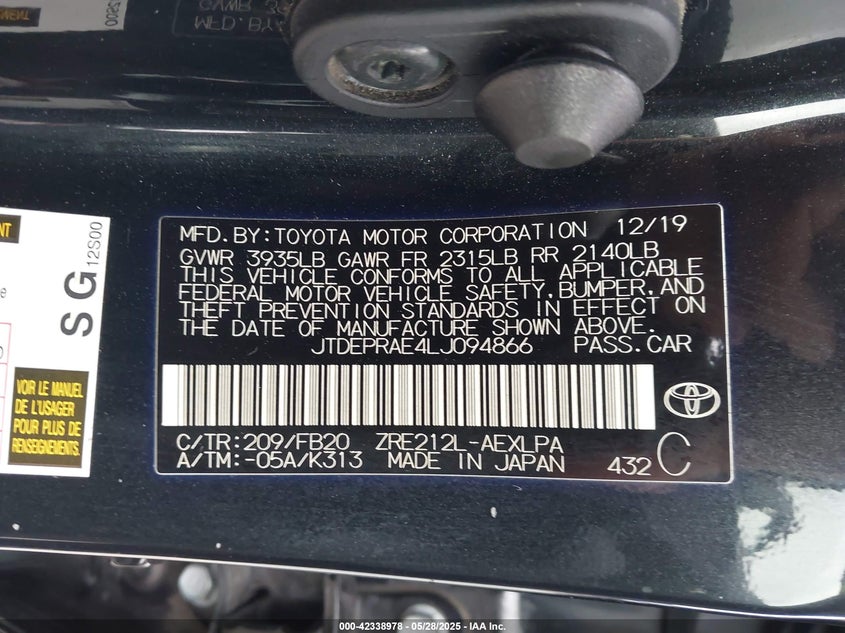 MFD. BY: TOYOTA MOTOR CORPORATION 12/19
GVWR 3935LB GAWR FR 2315LB RR 2140LB
THIS VEHICLE CONFORMS TO ALL APPLICABLE
FEDERAL MOTOR VEHICLE SAFETY, BUMPER, AND
THEFT PREVENTION STANDARDS IN EFFECT ON
THE DATE OF MANUFACTURE SHOWN ABOVE.
JTDEPRAE4LJ094866 PASS. CAR
C/TR: 209/FB20 ZRE212L-AEXLPA
A/TM: -05A/K313 MADE IN JAPAN 432 C
SG 12S00
VOIR LE MANUEL
DE L'USAGER
POUR PLUS DE
RENSEIGNEMENTS.
000-42338978 - 05/28/2025 - IAA Inc.